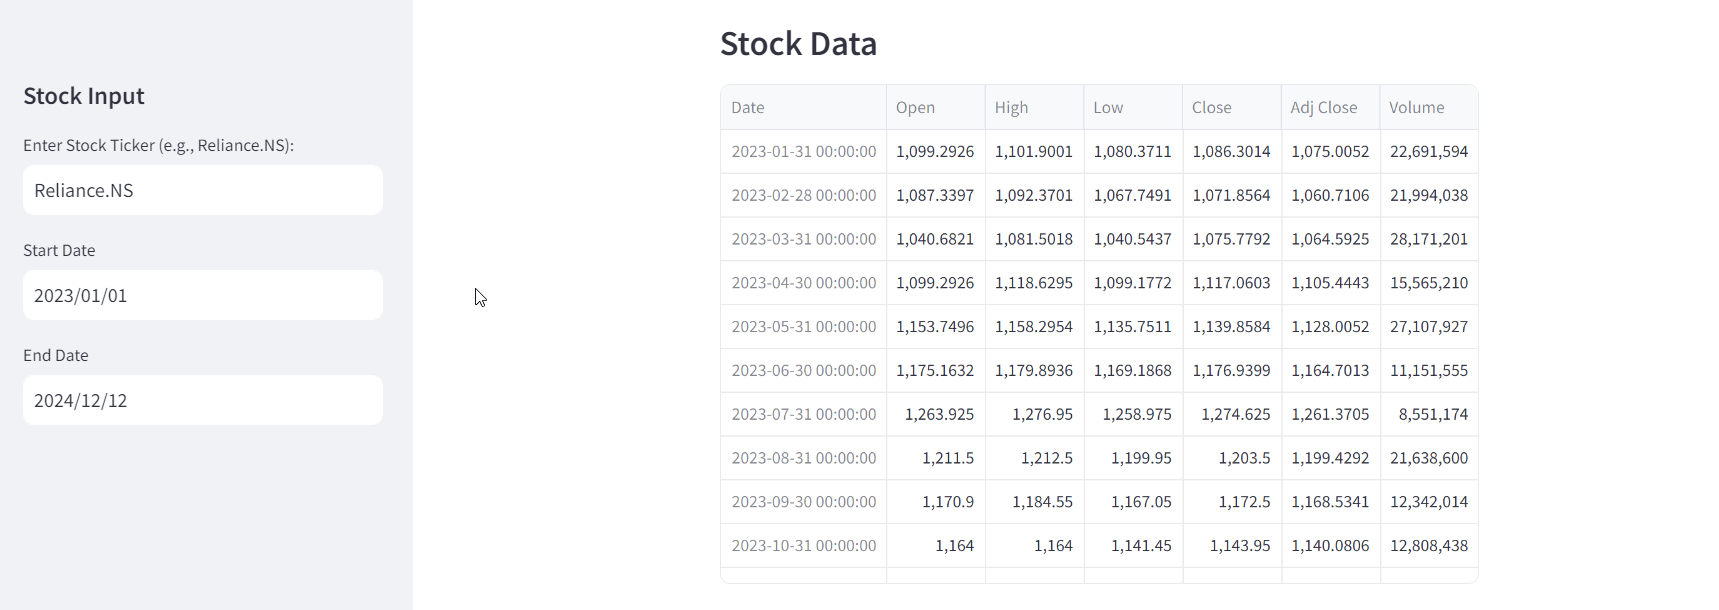 Stock Input
Enter Stock Ticker (e.g., Reliance.NS):
Reliance.NS
Start Date
2023/01/01
End Date
2024/12/12
Stock Data
Date Open High Low Close Adj Close Volume
2023-01-31 00:00:00 1,099.2926 1,101.9001 1,080.3711 1,086.3014 1,075.0052 22,691,594
2023-02-28 00:00:00 1,087.3397 1,092.3701 1,067.7491 1,071.8564 1,060.7106 21,994,038
2023-03-31 00:00:00 1,040.6821 1,081.5018 1,040.5437 1,075.7792 1,064.5925 28,171,201
2023-04-30 00:00:00 1,099.2926 1,118.6295 1,099.1772 1,117.0603 1,105.4443 15,565,210
2023-05-31 00:00:00 1,153.7496 1,158.2954 1,135.7511 1,139.8584 1,128.0052 27,107,927
2023-06-30 00:00:00 1,175.1632 1,179.8936 1,169.1868 1,176.9399 1,164.7013 11,151,555
2023-07-31 00:00:00 1,263.925 1,276.95 1,258.975 1,274.625 1,261.3705 8,551,174
2023-08-31 00:00:00 1,211.5 1,212.5 1,199.95 1,203.5 1,199.4292 21,638,600
2023-09-30 00:00:00 1,170.9 1,184.55 1,167.05 1,172.5 1,168.5341 12,342,014
2023-10-31 00:00:00 1,164 1,164 1,141.45 1,143.95 1,140.0806 12,808,438